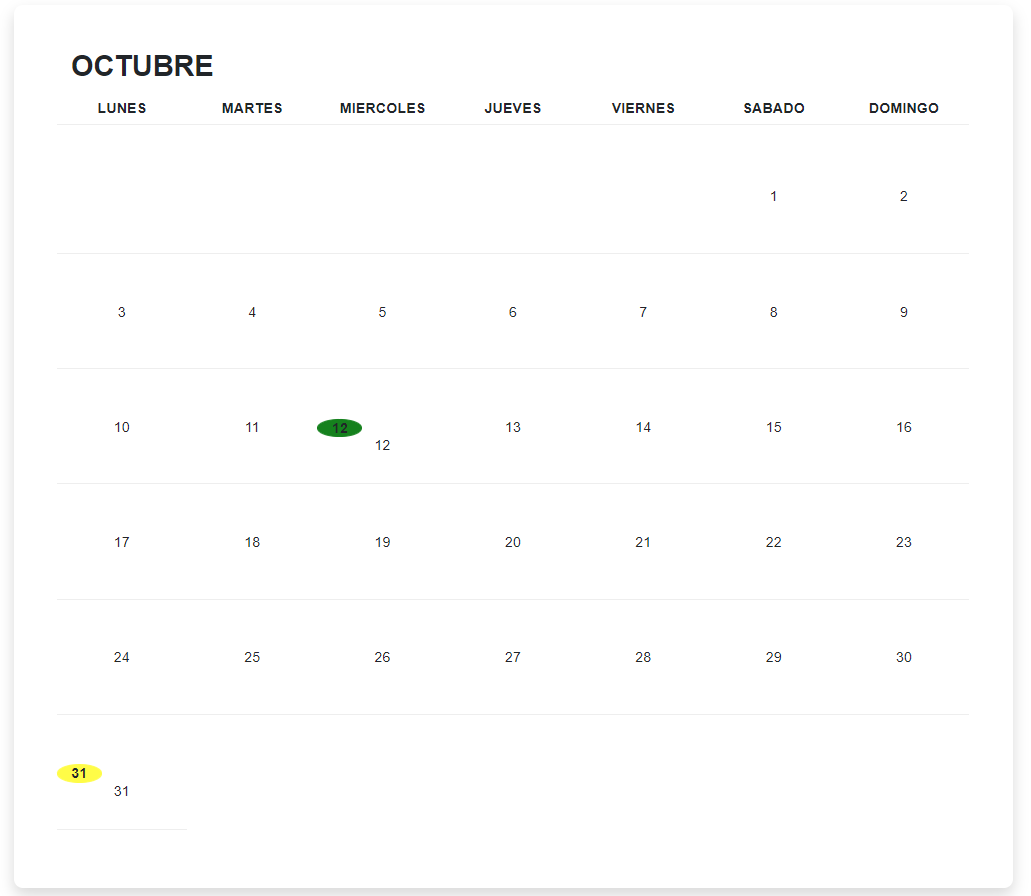 OCTUBRE
LUNES MARTES MIERCOLES JUEVES VIERNES SABADO DOMINGO
1 2
3 4 5 6 7 8 9
10 11 12 13 14 15 16
12
17 18 19 20 21 22 23
24 25 26 27 28 29 30
31
31